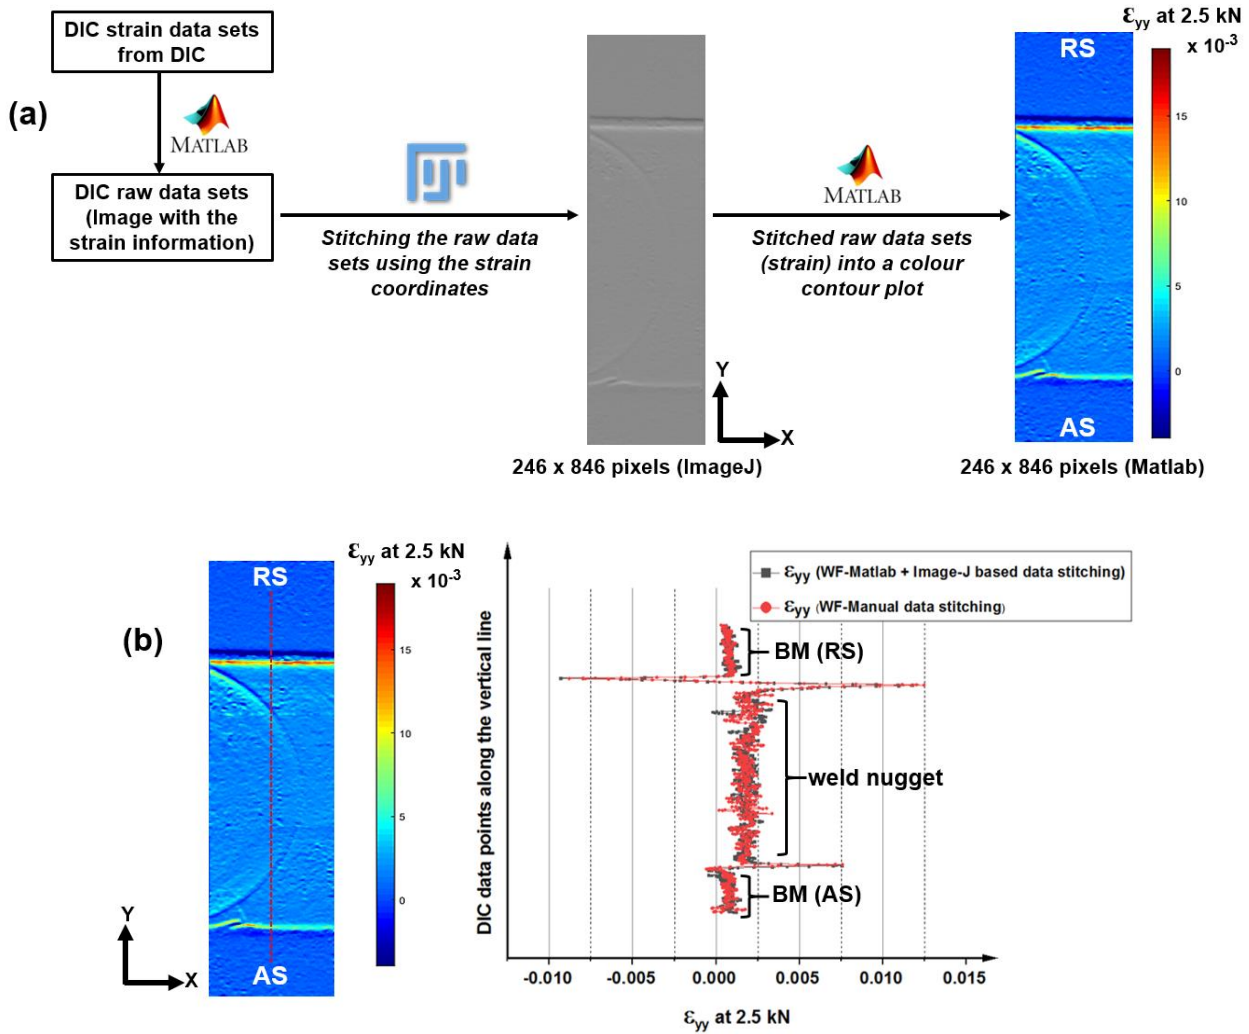 (a)
DIC strain data sets
from DIC
MATLAB
DIC raw data sets
(Image with the
strain information)
Stitching the raw data
sets using the strain
coordinates
Y
X
246 x 846 pixels (ImageJ)
MATLAB
Stitched raw data sets
(strain) into a colour
contour plot
Ɛyy at 2.5 kN
x 10-3
RS
15
10
5
0
AS
246 x 846 pixels (Matlab)
(b)
Ɛyy at 2.5 kN
x 10-3
RS
15
10
5
0
AS
Y
X
DIC data points along the vertical line
Ɛyy (WF-Matlab + Image-J based data stitching)
Ɛyy (WF-Manual data stitching)
BM (RS)
weld nugget
BM (AS)
-0.010 -0.005 0.000 0.005 0.010 0.015
Ɛyy at 2.5 kN